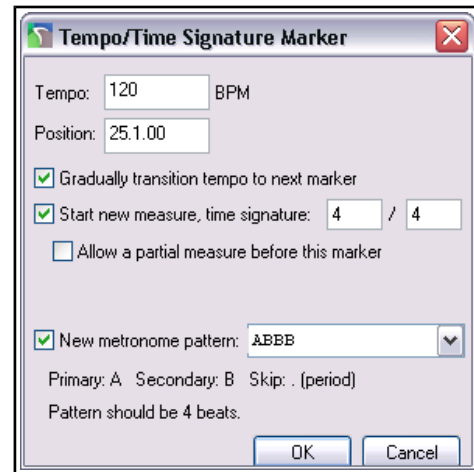 Tempo/Time Signature Marker
Tempo: 120 BPM
Position: 25.1.00
Gradually transition tempo to next marker
Start new measure, time signature: 4 / 4
Allow a partial measure before this marker
New metronome pattern: ABBB
Primary: A Secondary: B Skip: . (period)
Pattern should be 4 beats.
OK Cancel